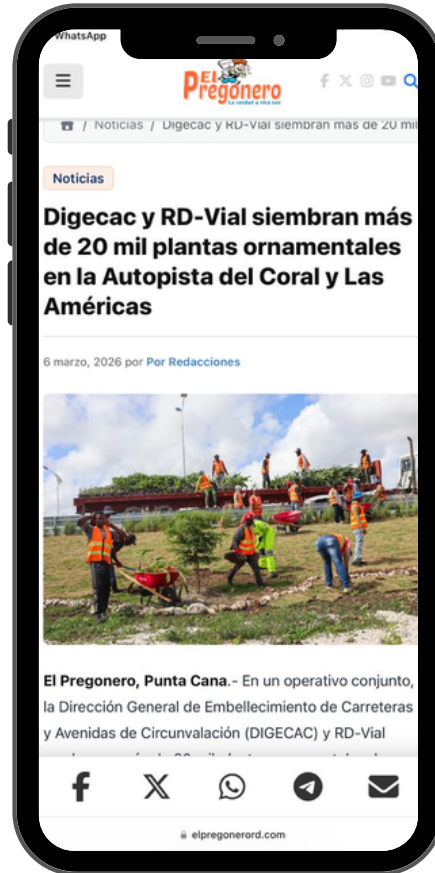 WhatsApp
EL
Pregonero
La verdad a viva voz
/ Noticias / Digecac y RD-Vial siembran más de 20 mil
Noticias
Digecac y RD-Vial siembran más
de 20 mil plantas ornamentales
en la Autopista del Coral y Las
Américas
6 marzo, 2026 por Por Redacciones
El Pregonero, Punta Cana.- En un operativo conjunto,
la Dirección General de Embellecimiento de Carreteras
y Avenidas de Circunvalación (DIGECAC) y RD-Vial
elpregonerord.com